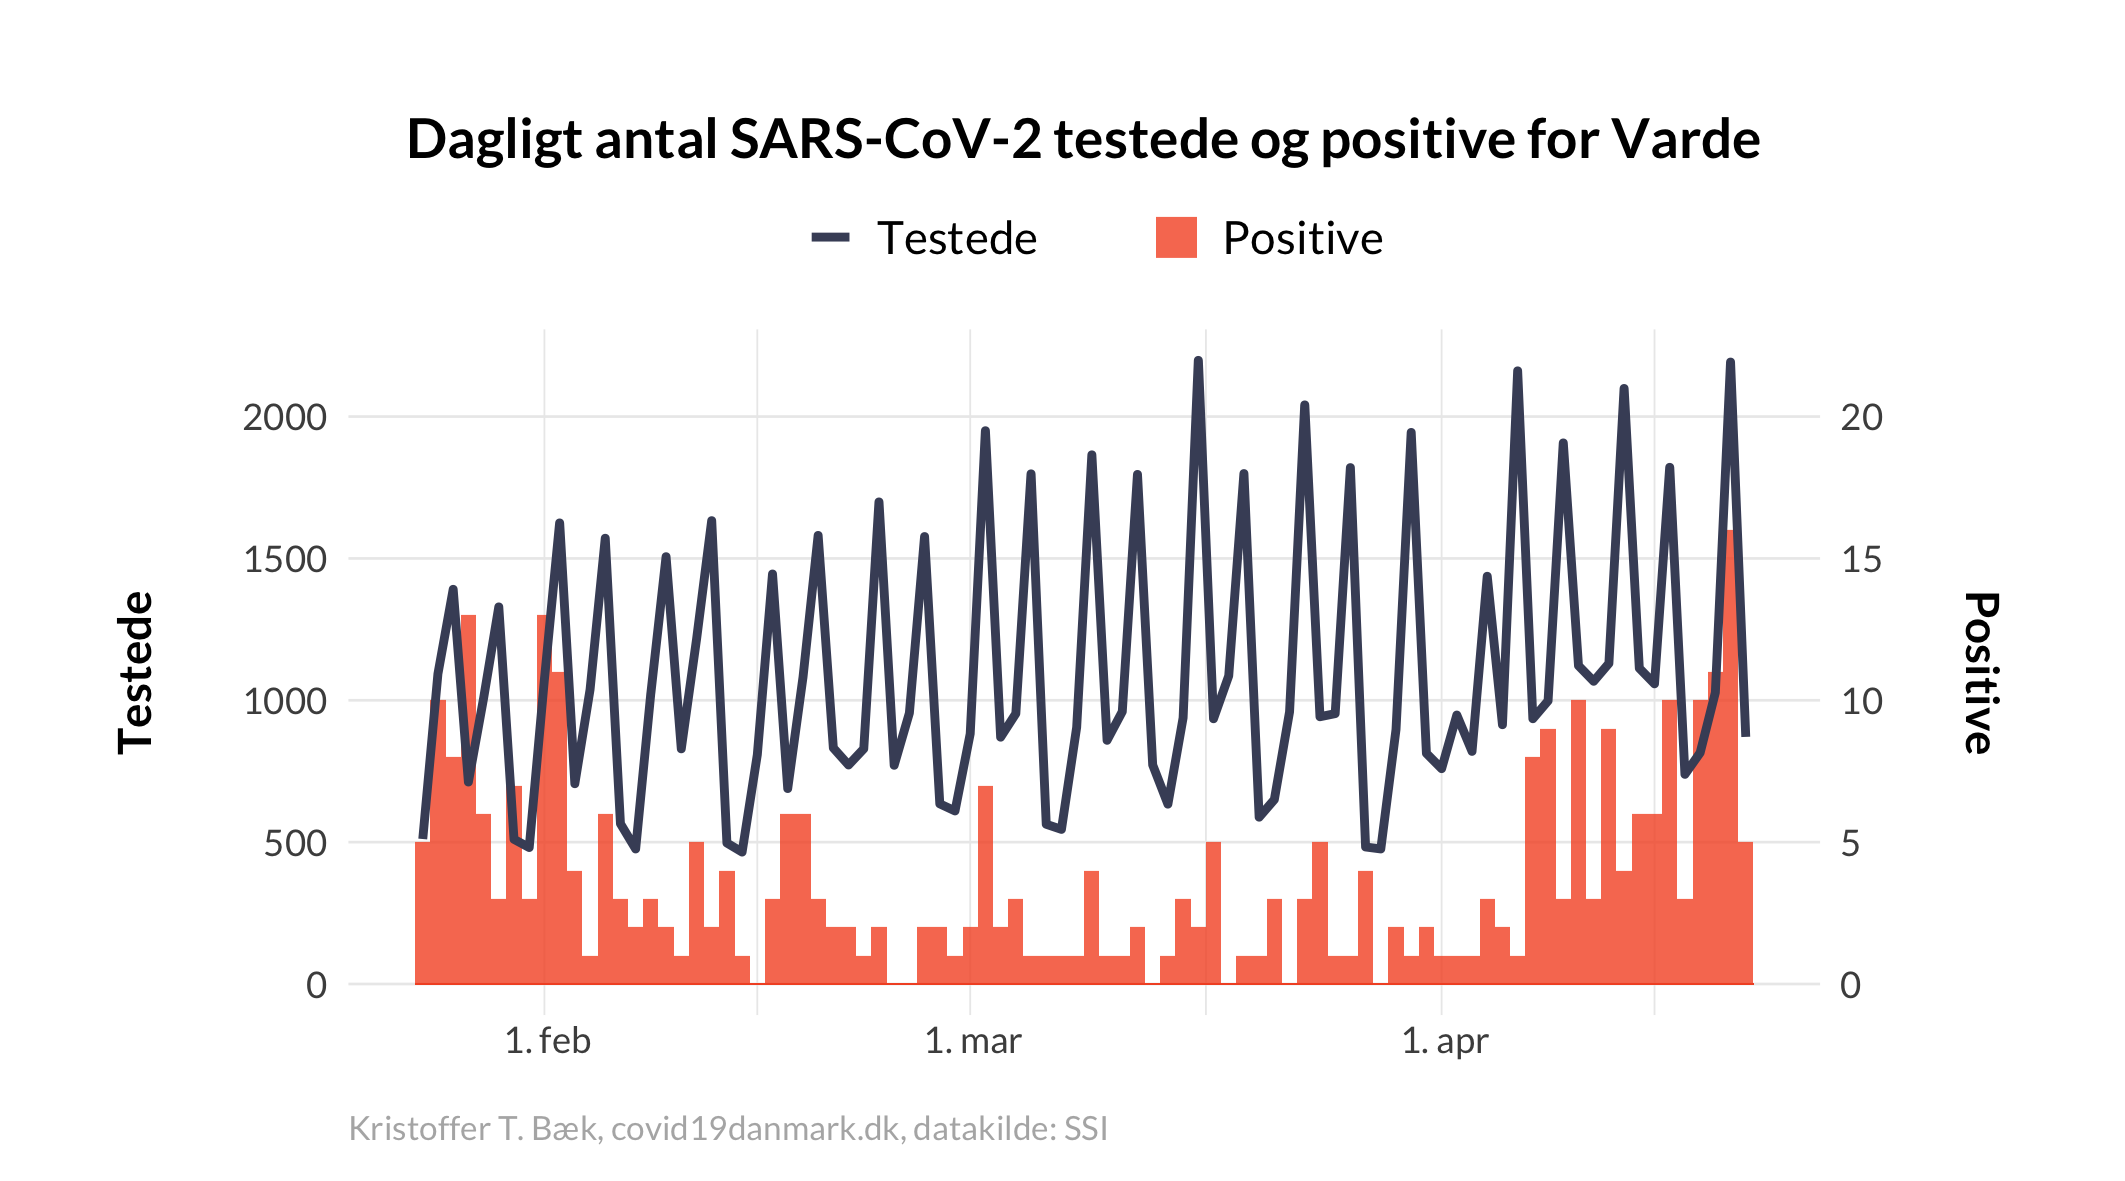 Dagligt antal SARS-CoV-2 testede og positive for Varde
Testede
Positive
Testede
2000
1500
1000
500
0
20
15
10
5
0
Positive
1. feb
1. mar
1. apr
Kristoffer T. Bæk, covid19danmark.dk, datakilde: SSI